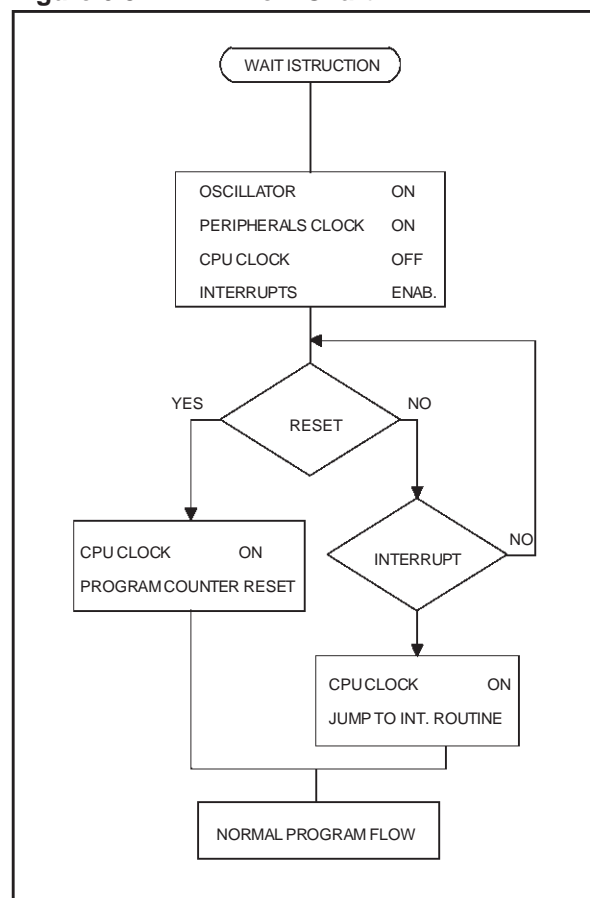 WAIT ISTRUCTION
OSCILLATOR ON
PERIPHERALS CLOCK ON
CPU CLOCK OFF
INTERRUPTS ENAB.
YES
RESET
NO
CPU CLOCK ON
PROGRAM COUNTER RESET
INTERRUPT
NO
CPU CLOCK ON
JUMP TO INT. ROUTINE
NORMAL PROGRAM FLOW